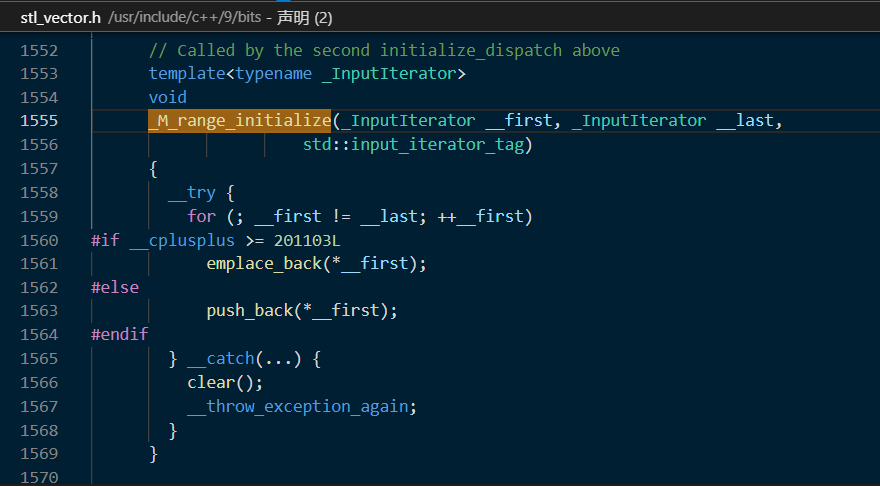 stl_vector.h /usr/include/c++/9/bits - 声明 (2)
1552 // Called by the second initialize_dispatch above
1553 template<typename _InputIterator>
1554 void
1555 _M_range_initialize(_InputIterator __first, _InputIterator __last,
1556 std::input_iterator_tag)
1557 {
1558 __try {
1559 for (; __first != __last; ++__first)
1560 #if __cplusplus >= 201103L
1561 emplace_back(*__first);
1562 #else
1563 push_back(*__first);
1564 #endif
1565 } __catch(...) {
1566 clear();
1567 __throw_exception_again;
1568 }
1569 }
1570